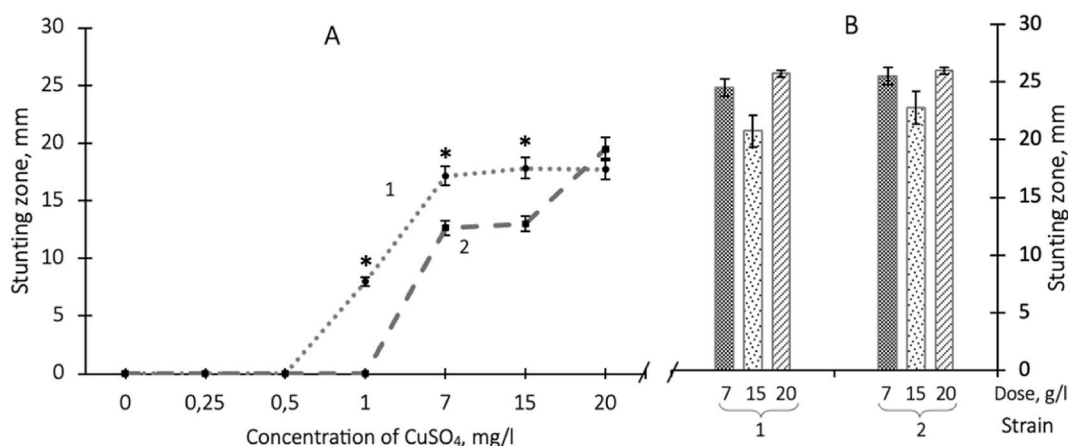 A
B
Stunting zone, mm
30
25
20
15
10
5
0
*
*
*
1
2
0 0,25 0,5 1 7 15 20
Concentration of CuSO₄, mg/l
30
25
20
15
10
5
0
Stunting zone, mm
7 15 20 7 15 20 Dose, g/l
1 2 Strain